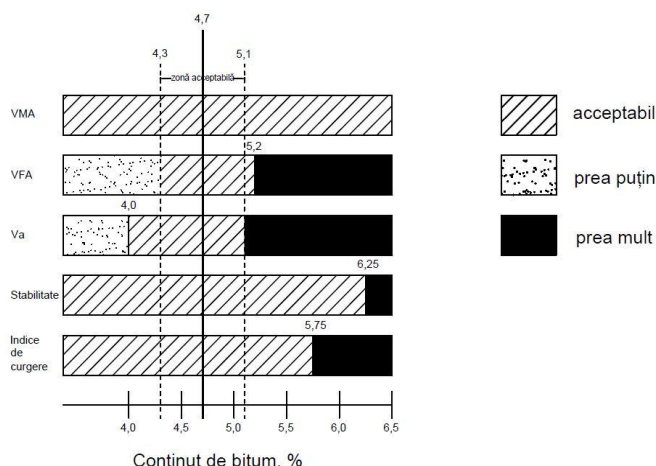 4,7
4,3
5,1
zonă acceptabilă
VMA
acceptabil
5,2
VFA
prea puțin
4,0
Va
prea mult
6,25
Stabilitate
5,75
Indice
de
curgere
4,0 4,5 5,0 5,5 6,0 6,5
Conținut de bitum, %